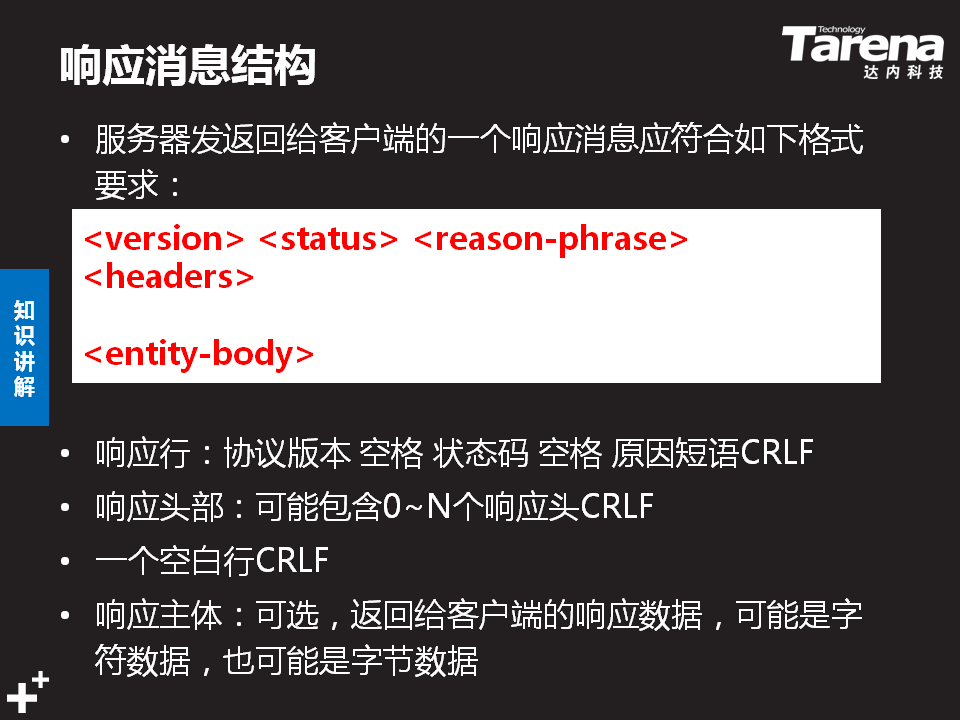 响应消息结构
Technology
Tarena
达内科技
• 服务器发返回给客户端的一个响应消息应符合如下格式
要求：
<version> <status> <reason-phrase>
<headers>
<entity-body>
知识讲解
• 响应行：协议版本 空格 状态码 空格 原因短语CRLF
• 响应头部：可能包含0~N个响应头CRLF
• 一个空白行CRLF
• 响应主体：可选，返回给客户端的响应数据，可能是字
符数据，也可能是字节数据